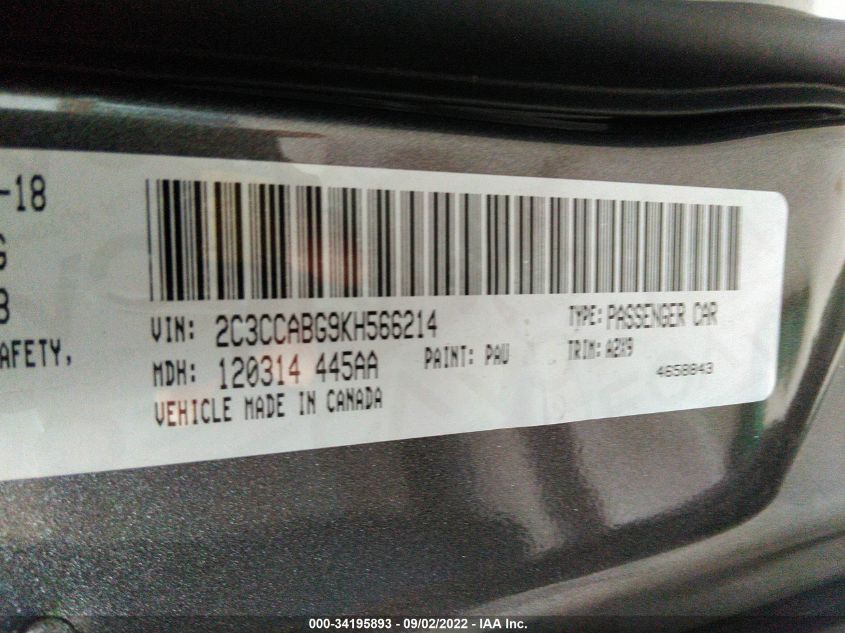 -18
G
8
AFETY,
VIN: 2C3CCABG9KH566214
TYPE: PASSENGER CAR
MDH: 120314 445AA
PAINT: PAU
TRIM: A2X9
VEHICLE MADE IN CANADA
4658843
000-34195893 - 09/02/2022 - IAA Inc.